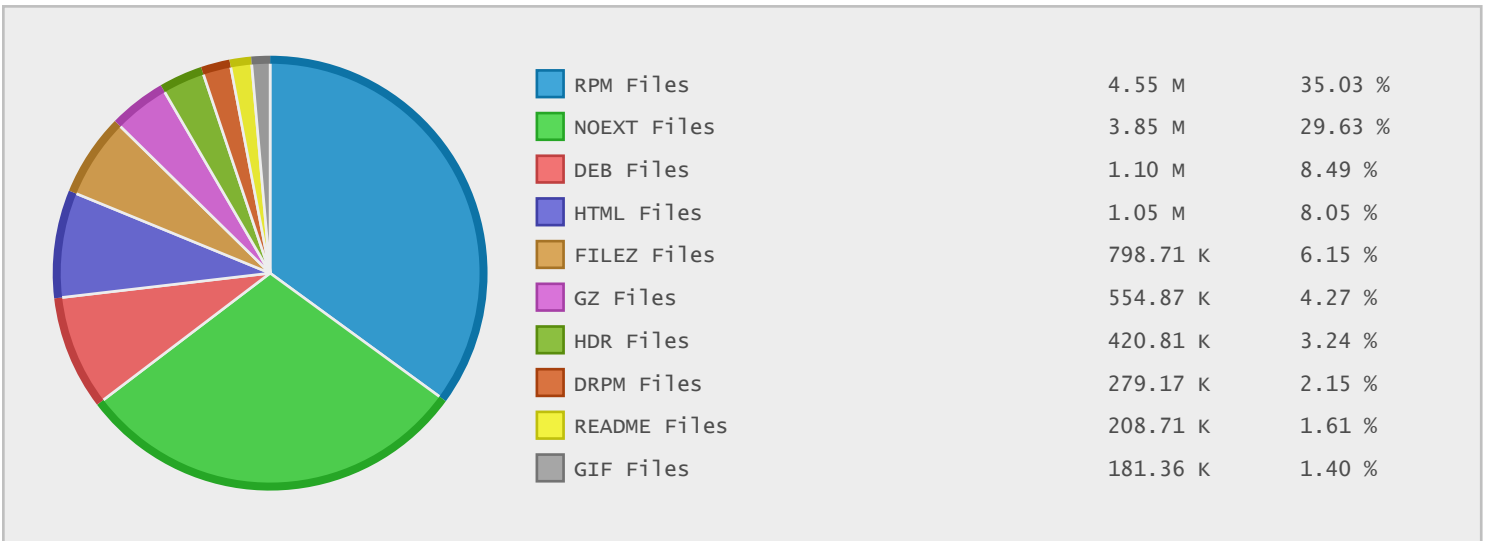 RPM Files 4.55 M 35.03 %
NOEXT Files 3.85 M 29.63 %
DEB Files 1.10 M 8.49 %
HTML Files 1.05 M 8.05 %
FILEZ Files 798.71 K 6.15 %
GZ Files 554.87 K 4.27 %
HDR Files 420.81 K 3.24 %
DRPM Files 279.17 K 2.15 %
README Files 208.71 K 1.61 %
GIF Files 181.36 K 1.40 %